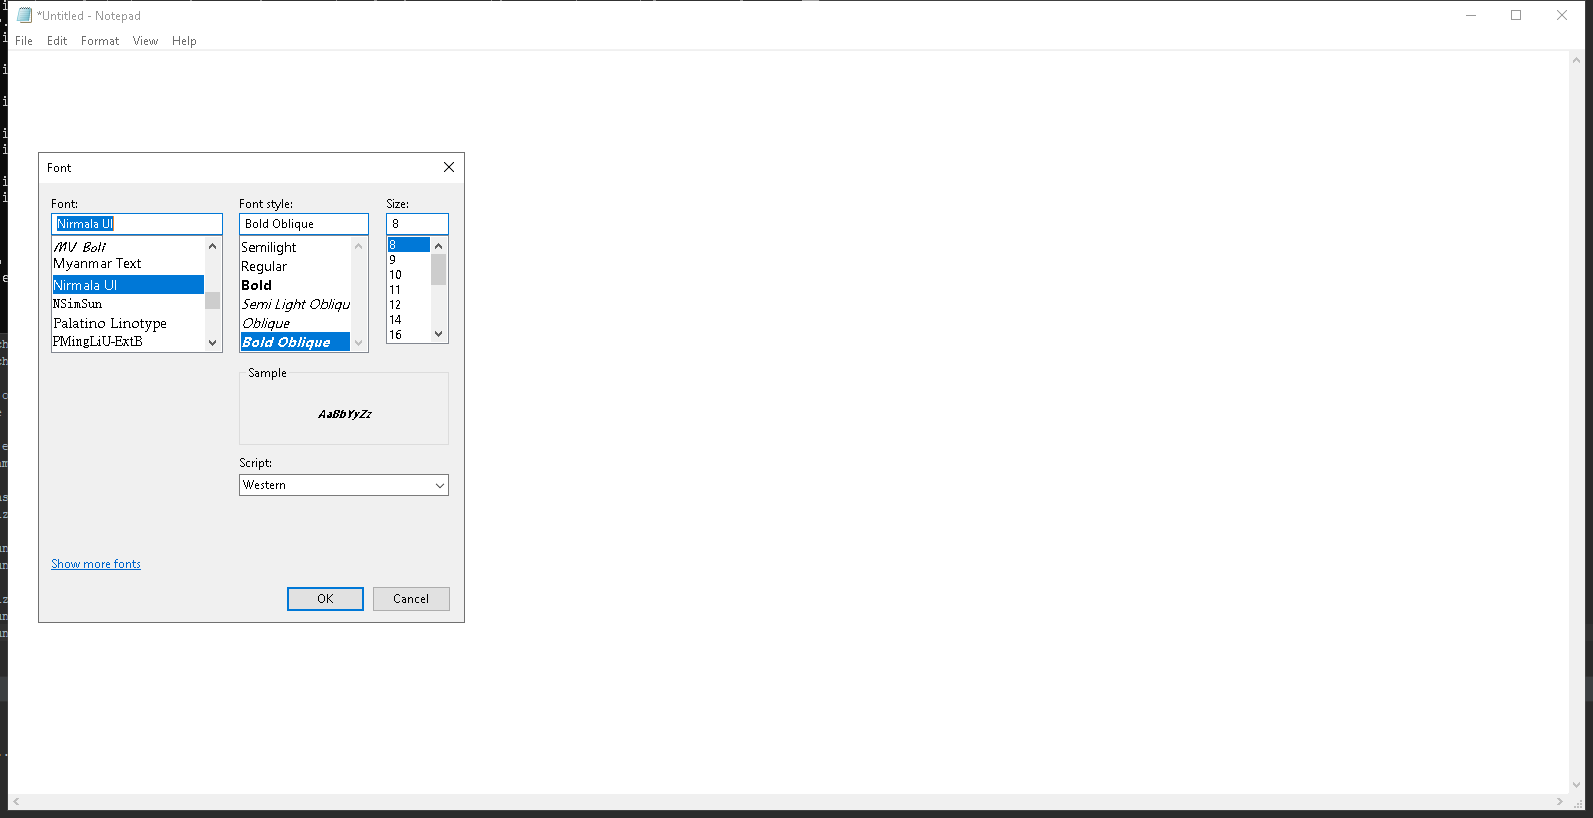 *Untitled - Notepad
File Edit Format View Help
Font
Font: Font style: Size:
Nirmala UI Bold Oblique 8
MV Boli
Myanmar Text
Nirmala UI
NSimSun
Palatino Linotype
PMingLiU-ExtB
Semilight
Regular
Bold
Semi Light Obliqu
Oblique
Bold Oblique
8
9
10
11
12
14
16
Sample
AaBbYyZz
Script:
Western
Show more fonts
OK Cancel